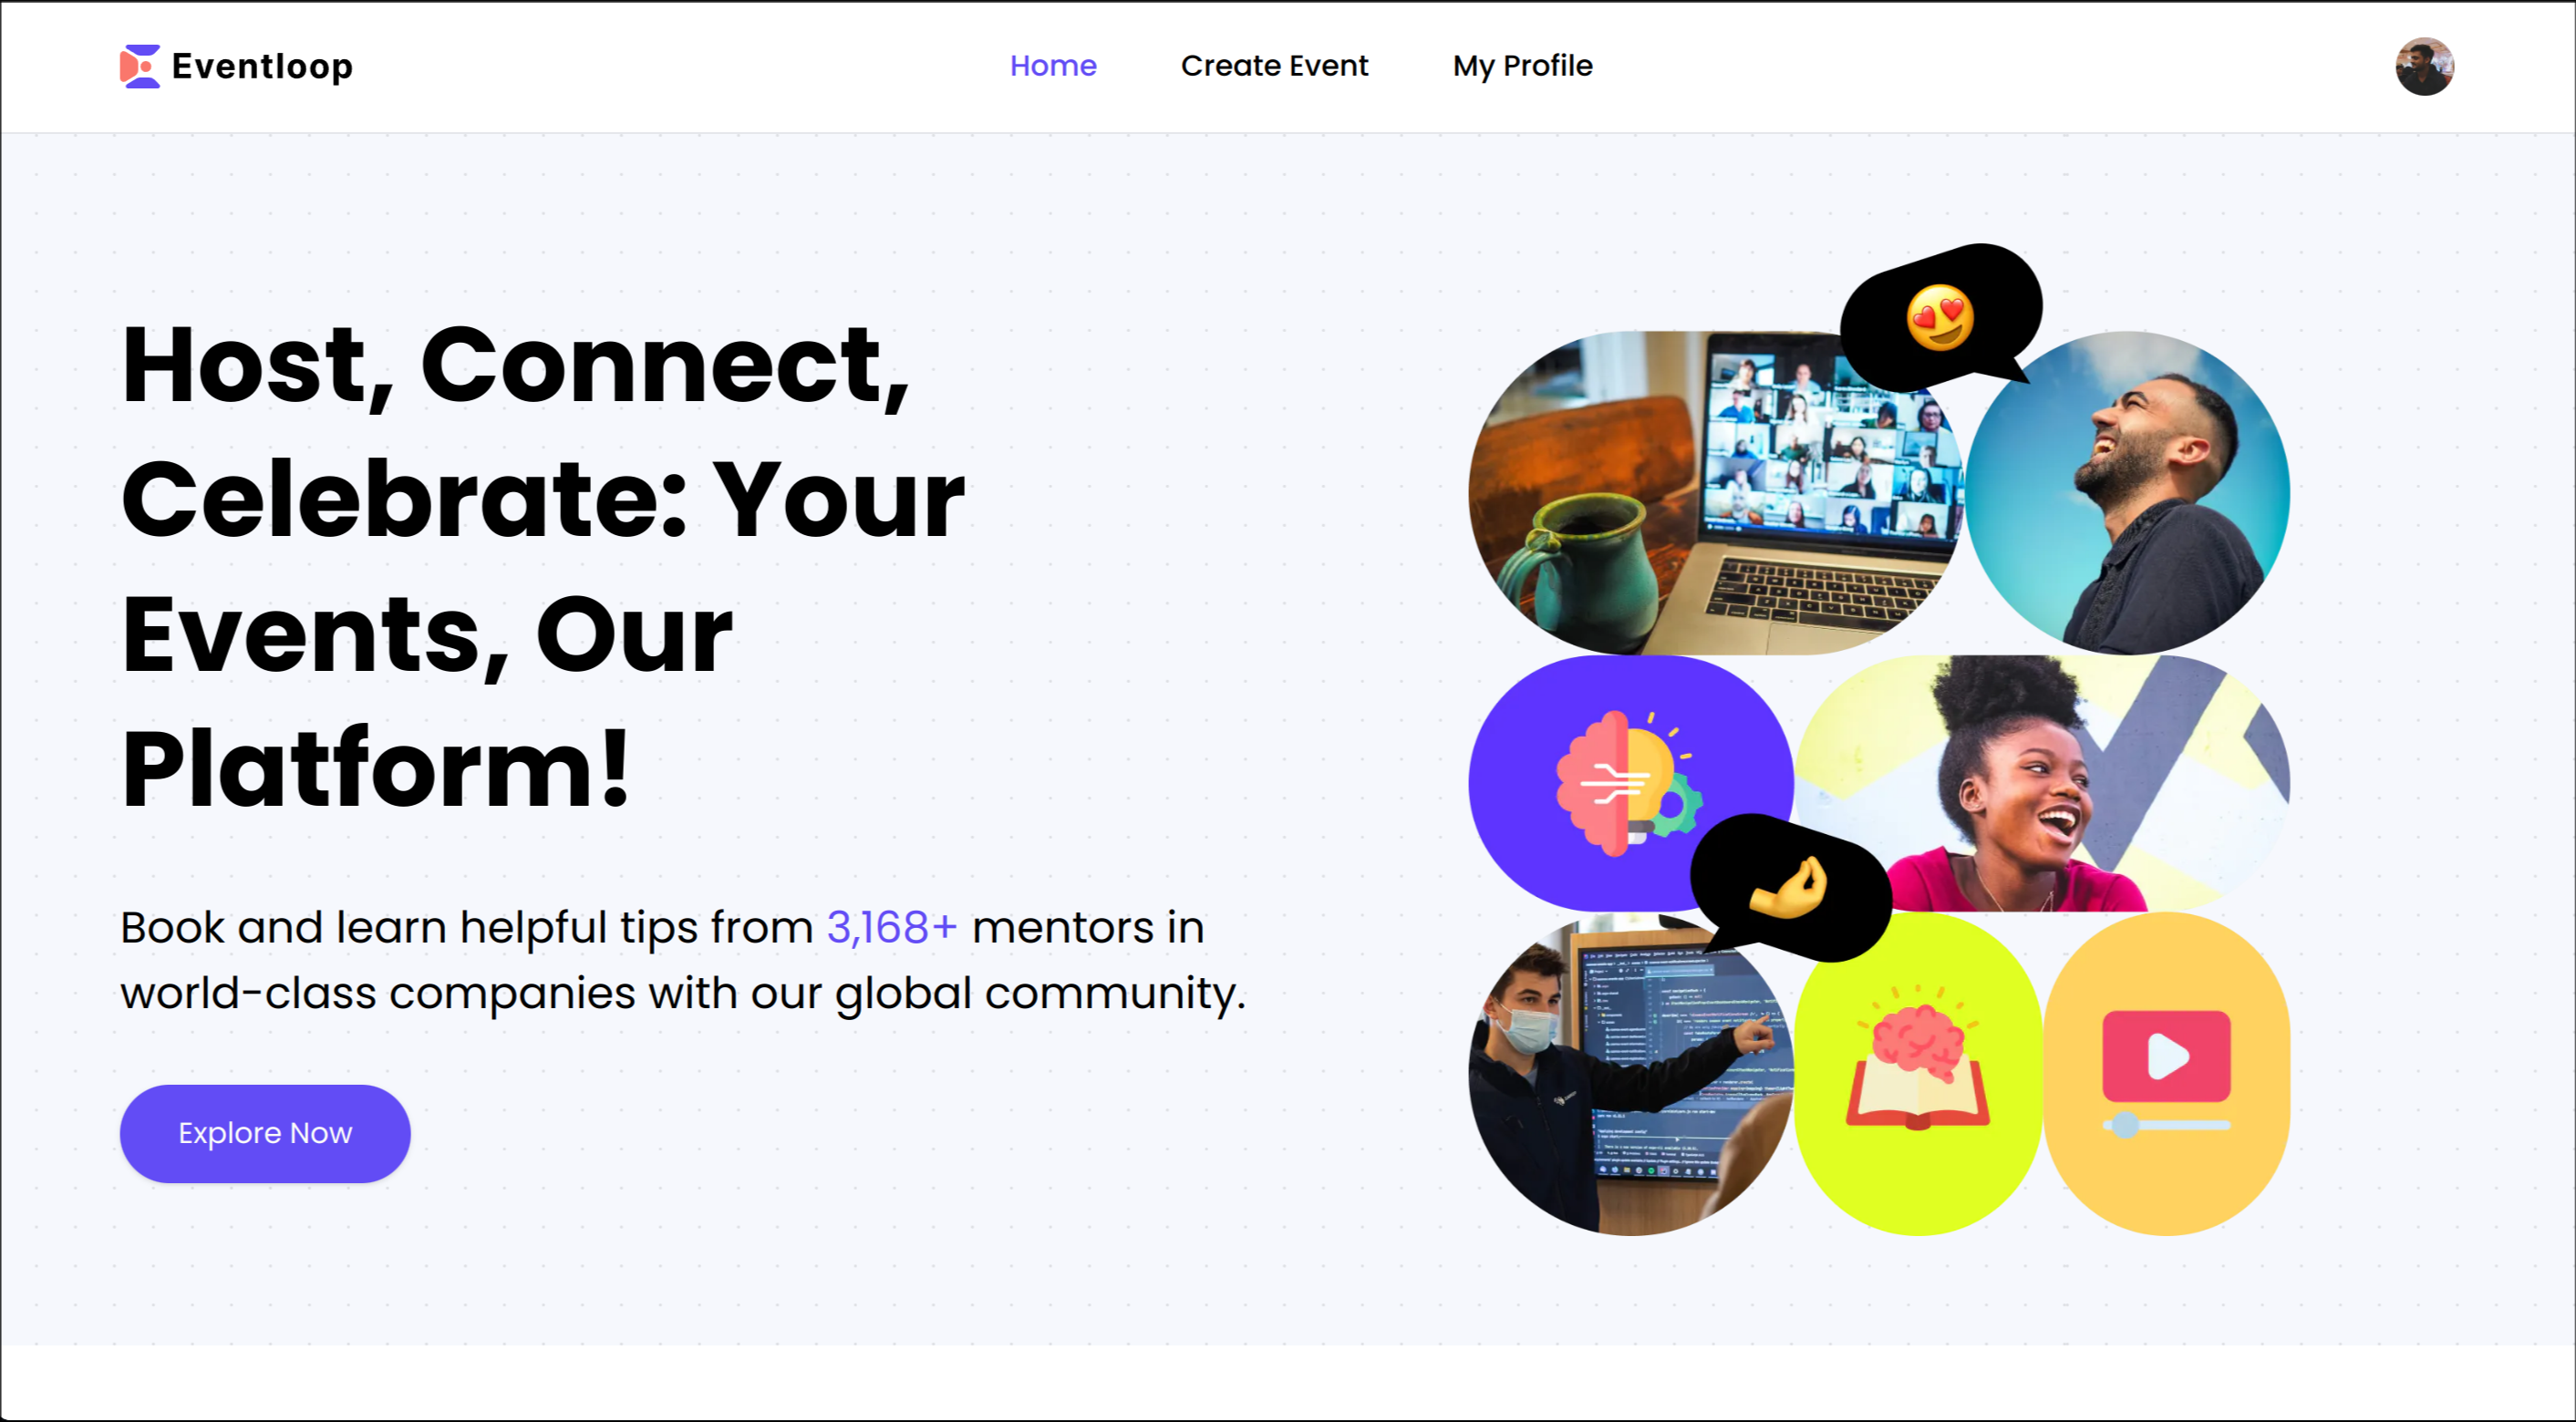 Eventloop
Home
Create Event
My Profile
Host, Connect,
Celebrate: Your
Events, Our
Platform!
Book and learn helpful tips from 3,168+ mentors in
world-class companies with our global community.
Explore Now